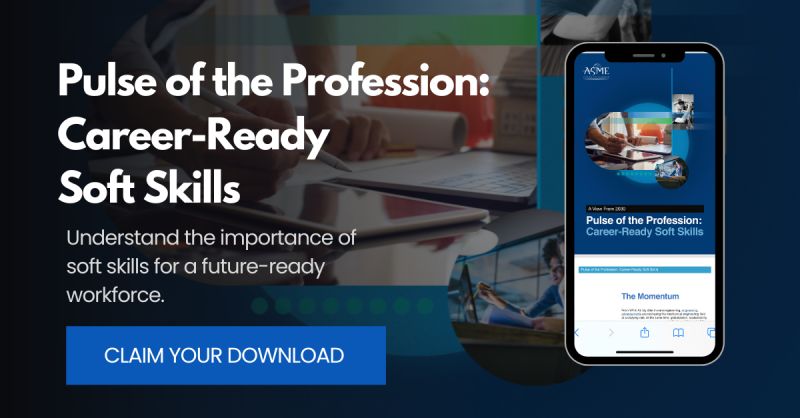 Pulse of the Profession:
Career-Ready
Soft Skills
Understand the importance of
soft skills for a future-ready
workforce.
CLAIM YOUR DOWNLOAD
ASME
A View From 2030
Pulse of the Profession:
Career-Ready Soft Skills
Pulse of the Profession: Career-Ready Soft Skills
The Momentum